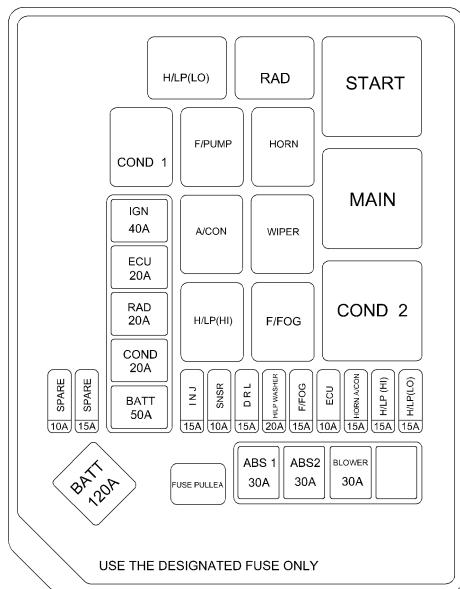 H/LP(LO)
RAD
START
COND 1
F/PUMP
HORN
MAIN
IGN
40A
A/CON
WIPER
ECU
20A
RAD
20A
H/LP(HI)
F/FOG
COND 2
COND
20A
BATT
50A
SPARE
10A
SPARE
15A
I N J
15A
SNSR
10A
D R L
15A
H/LP WASHER
20A
F/FOG
15A
ECU
10A
HORN A/CON
15A
H/LP (HI)
15A
H/LP(LO)
15A
BATT
120A
FUSE PULLEA
ABS 1
30A
ABS2
30A
BLOWER
30A
USE THE DESIGNATED FUSE ONLY